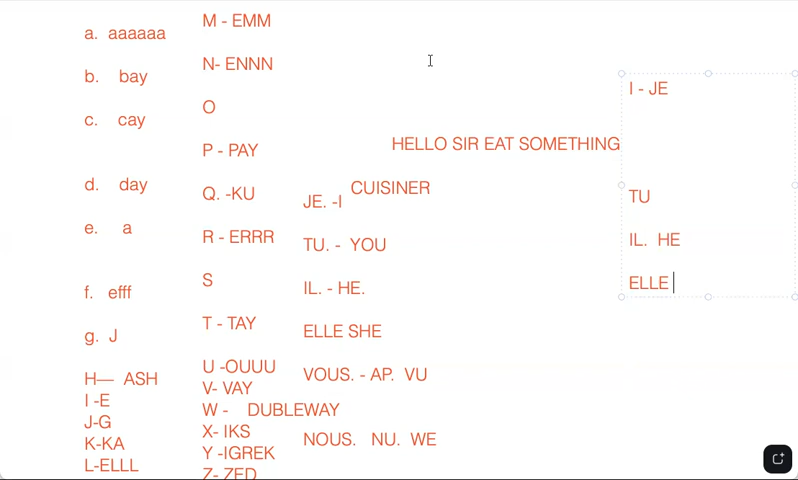 a. aaaaaa
b. bay
c. cay
d. day
e. a
f. efff
g. J
H— ASH
I -E
J-G
K-KA
L-ELLL
M - EMM
N- ENNN
O
P - PAY
Q. -KU
R - ERRR
S
T - TAY
U -OUUU
V- VAY
W - DUBLEWAY
X- IKS
Y -IGREK
Z- ZED
HELLO SIR EAT SOMETHING
CUISINER
JE. -I
TU. - YOU
IL. - HE.
ELLE SHE
VOUS. - AP. VU
NOUS. NU. WE
I - JE
TU
IL. HE
ELLE